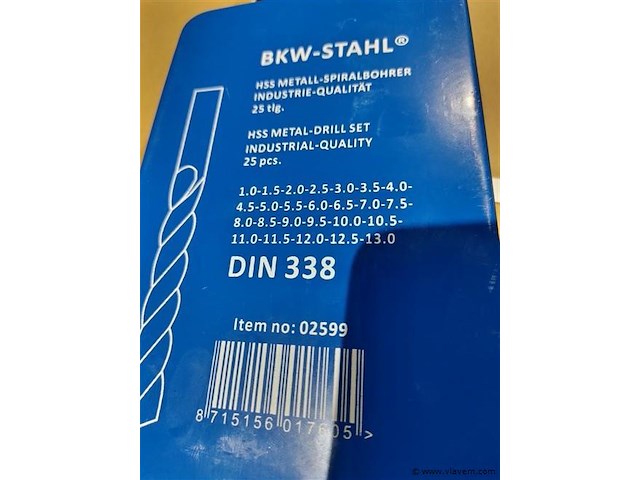 BKW-STAHL®
HSS METALL-SPIRALBOHRER
INDUSTRIE-QUALITÄT
25 tlg.
HSS METAL-DRILL SET
INDUSTRIAL-QUALITY
25 pcs.
1.0-1.5-2.0-2.5-3.0-3.5-4.0-
4.5-5.0-5.5-6.0-6.5-7.0-7.5-
8.0-8.5-9.0-9.5-10.0-10.5-
11.0-11.5-12.0-12.5-13.0
DIN 338
Item no: 02599
8 715156 017605 >
© www.vlavem.com